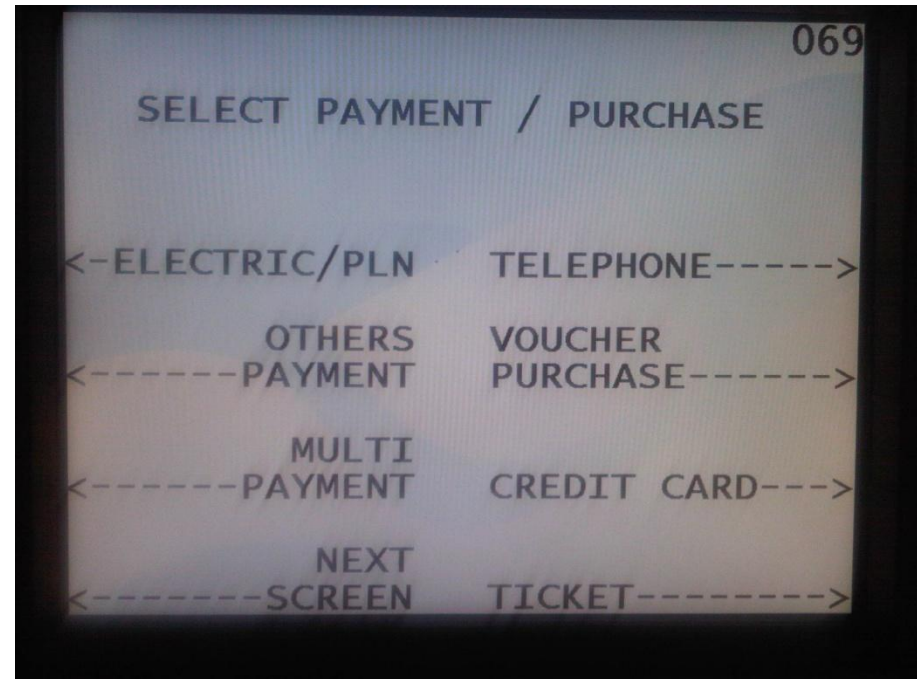 069
SELECT PAYMENT / PURCHASE
<-ELECTRIC/PLN TELEPHONE----->
OTHERS VOUCHER
<------PAYMENT PURCHASE------>
MULTI
<------PAYMENT CREDIT CARD--->
NEXT
<-------SCREEN TICKET-------->